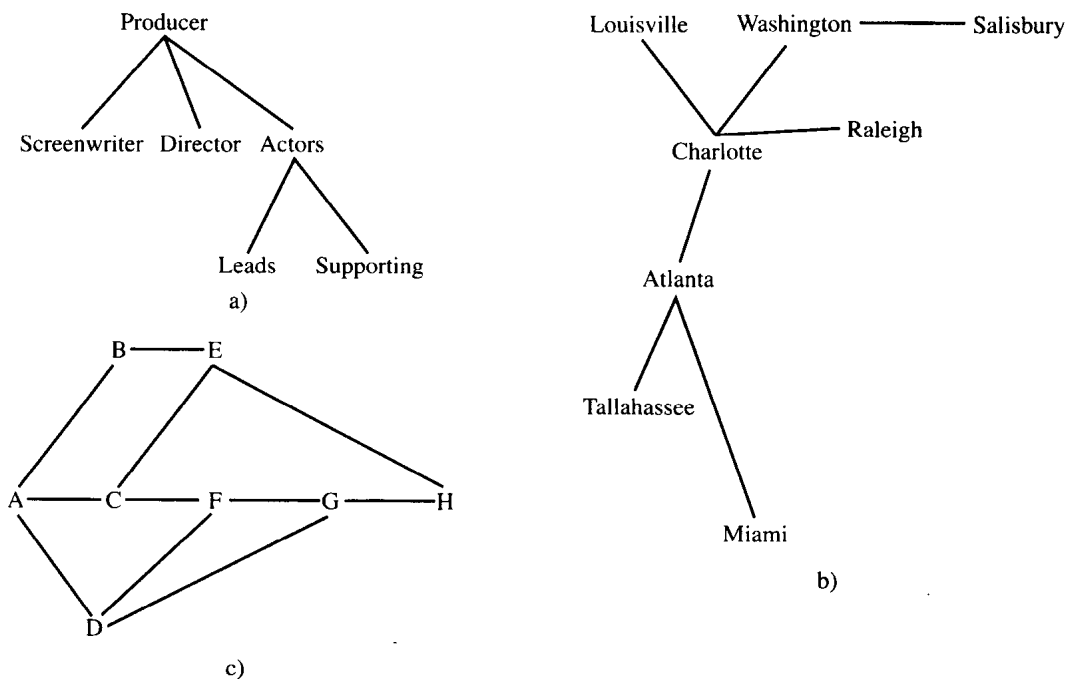 Producer
Screenwriter Director Actors
Leads Supporting
a)
Louisville Washington Salisbury
Raleigh
Charlotte
Atlanta
Tallahassee
Miami
b)
B E
A C F G H
D
c)